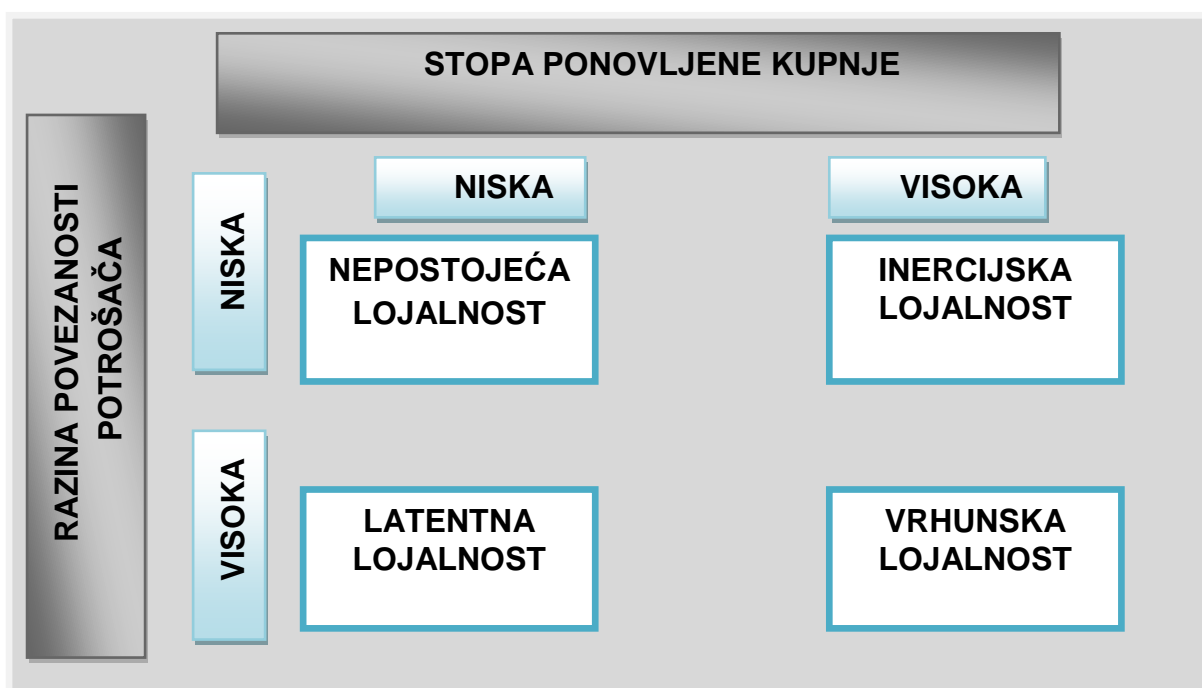 STOPA PONOVLJENE KUPNJE
RAZINA POVEZANOSTI
POTROŠAČA
NISKA
VISOKA
NISKA
NEPOSTOJEĆA
LOJALNOST
INERCIJSKA
LOJALNOST
VISOKA
LATENTNA
LOJALNOST
VRHUNSKA
LOJALNOST